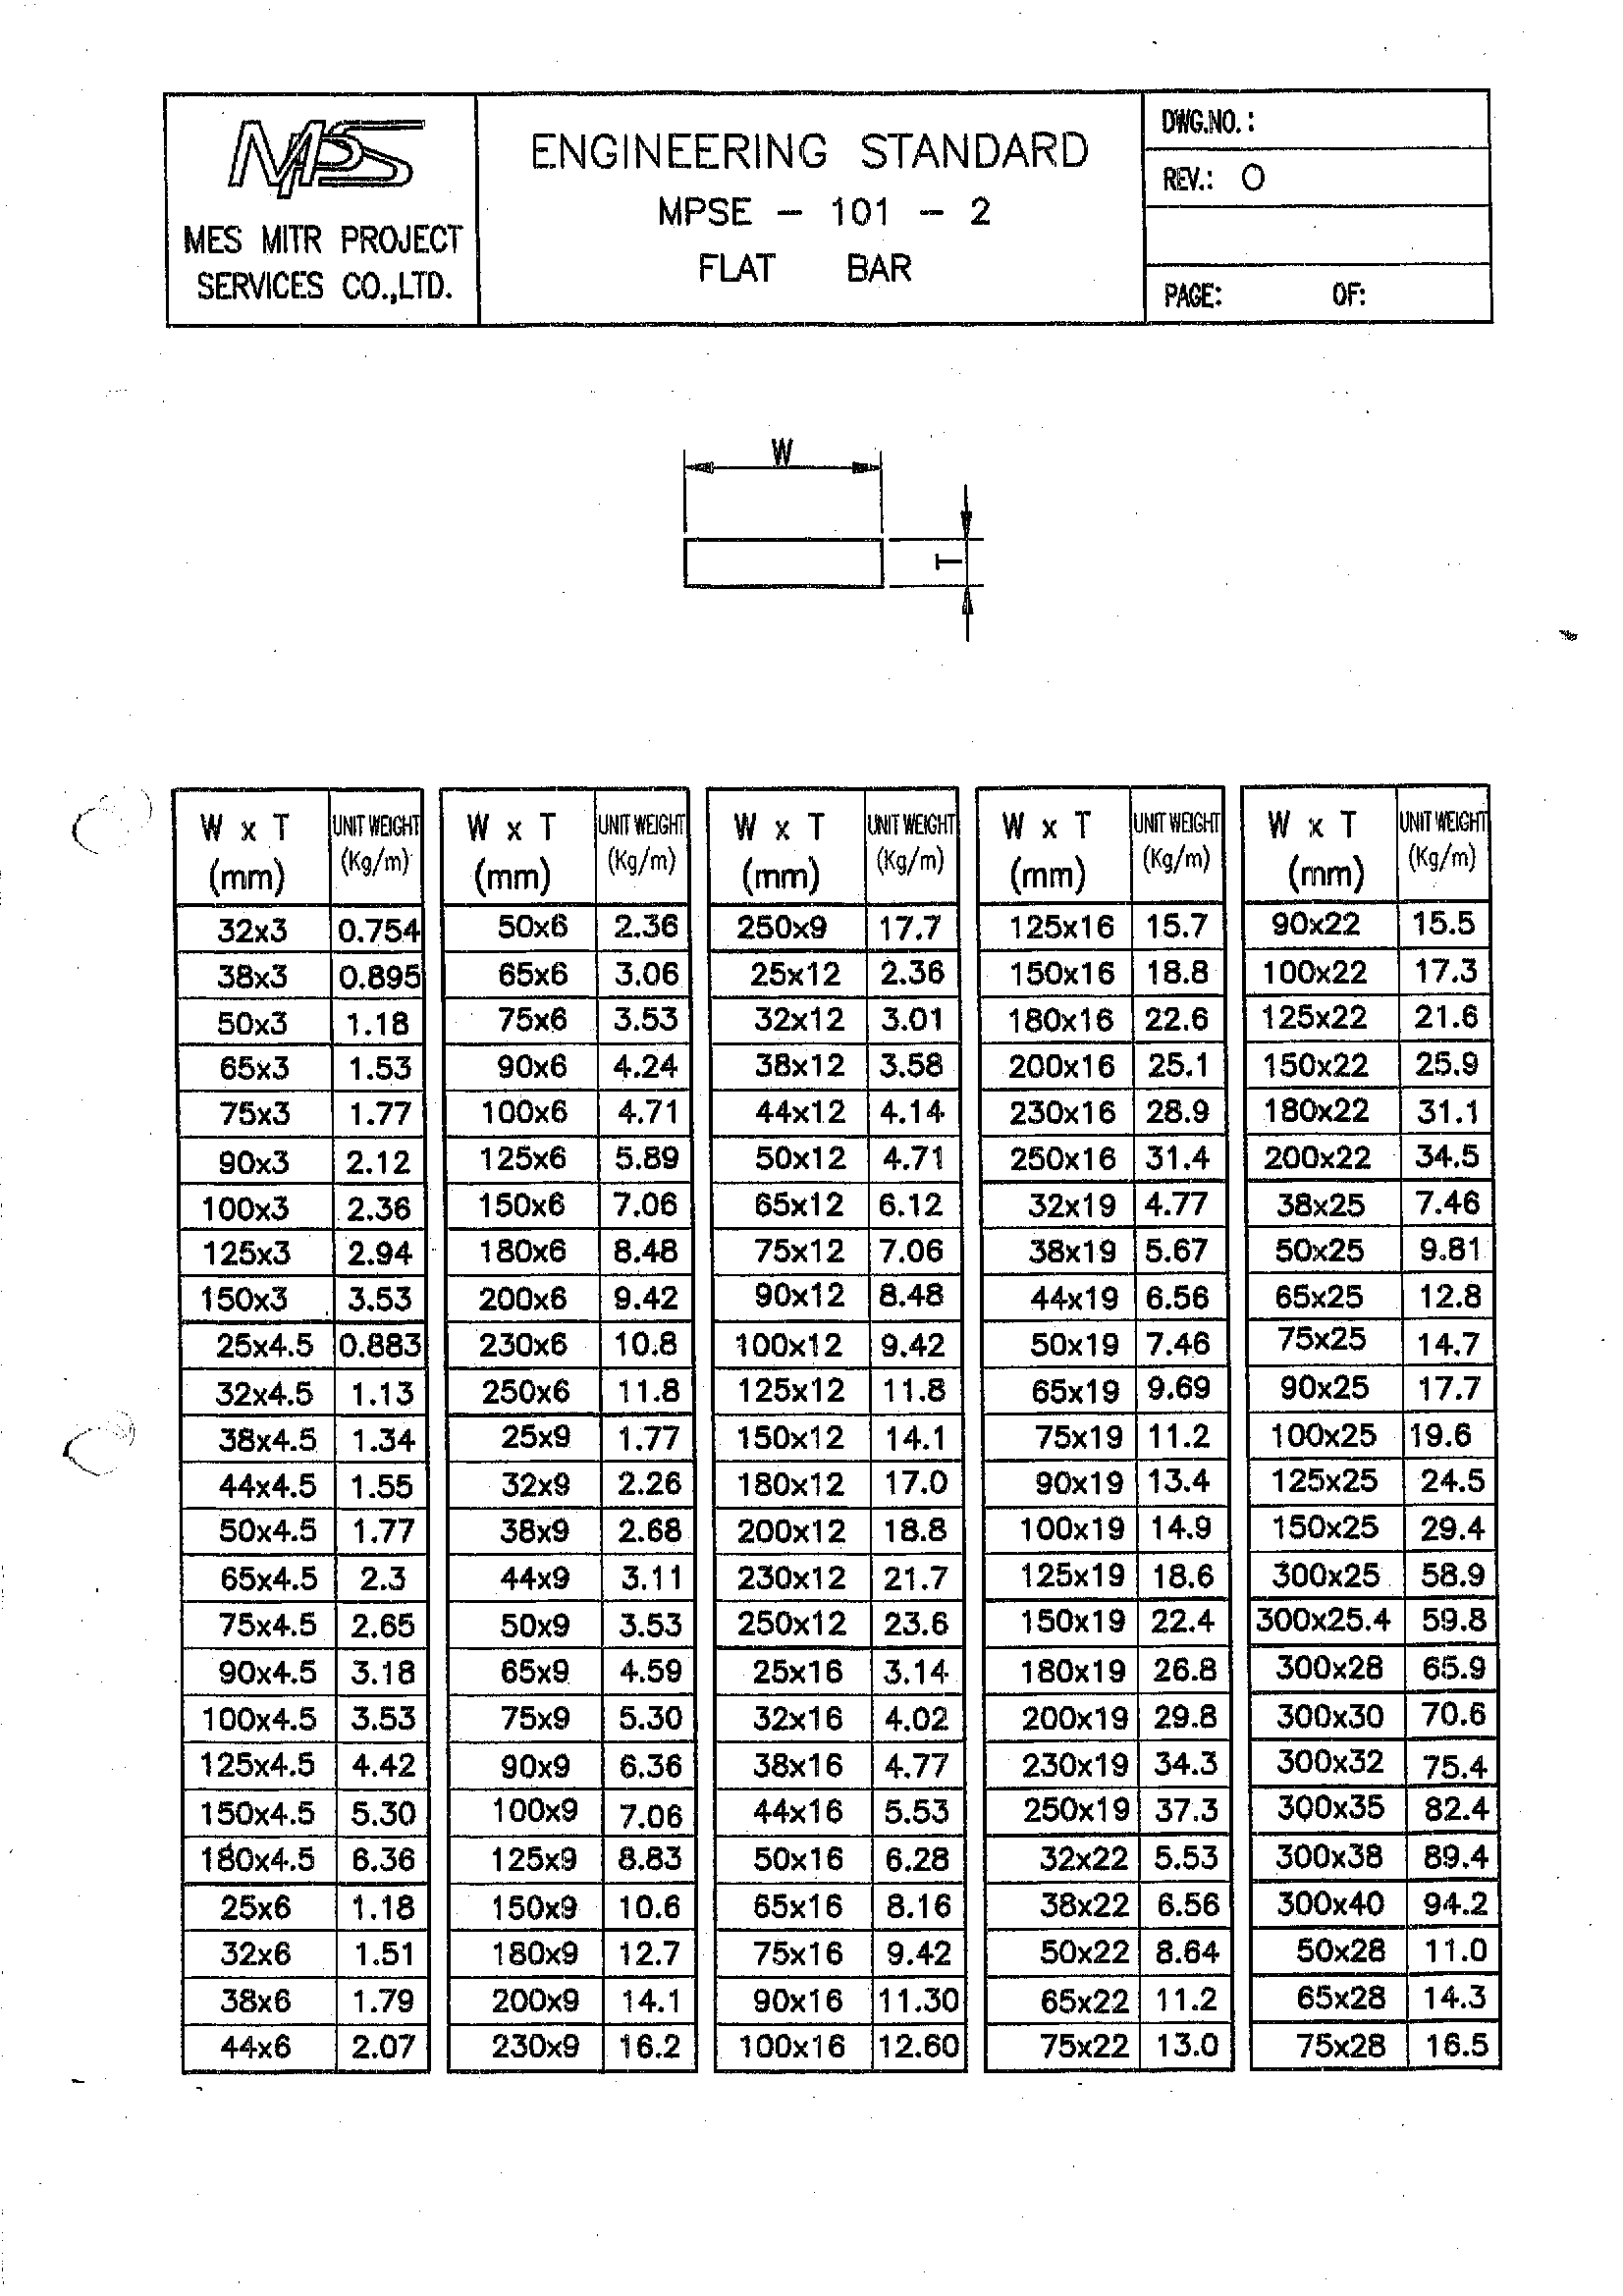 MPS
MES MITR PROJECT
SERVICES CO.,LTD.
ENGINEERING STANDARD
MPSE - 101 - 2
FLAT BAR
DWG.NO.:
REV.: 0
PAGE: OF:
W
T
W x T UNIT WEIGHT W x T UNIT WEIGHT W x T UNIT WEIGHT W x T UNIT WEIGHT W x T UNIT WEIGHT
(mm) (Kg/m) (mm) (Kg/m) (mm) (Kg/m) (mm) (Kg/m) (mm) (Kg/m)
32x3 0.754 50x6 2.36 250x9 17.7 125x16 15.7 90x22 15.5
38x3 0.895 65x6 3.06 25x12 2.36 150x16 18.8 100x22 17.3
50x3 1.18 75x6 3.53 32x12 3.01 180x16 22.6 125x22 21.6
65x3 1.53 90x6 4.24 38x12 3.58 200x16 25.1 150x22 25.9
75x3 1.77 100x6 4.71 44x12 4.14 230x16 28.9 180x22 31.1
90x3 2.12 125x6 5.89 50x12 4.71 250x16 31.4 200x22 34.5
100x3 2.36 150x6 7.06 65x12 6.12 32x19 4.77 38x25 7.46
125x3 2.94 180x6 8.48 75x12 7.06 38x19 5.67 50x25 9.81
150x3 3.53 200x6 9.42 90x12 8.48 44x19 6.56 65x25 12.8
25x4.5 0.883 230x6 10.8 100x12 9.42 50x19 7.46 75x25 14.7
32x4.5 1.13 250x6 11.8 125x12 11.8 65x19 9.69 90x25 17.7
38x4.5 1.34 25x9 1.77 150x12 14.1 75x19 11.2 100x25 19.6
44x4.5 1.55 32x9 2.26 180x12 17.0 90x19 13.4 125x25 24.5
50x4.5 1.77 38x9 2.68 200x12 18.8 100x19 14.9 150x25 29.4
65x4.5 2.3 44x9 3.11 230x12 21.7 125x19 18.6 300x25 58.9
75x4.5 2.65 50x9 3.53 250x12 23.6 150x19 22.4 300x25.4 59.8
90x4.5 3.18 65x9 4.59 25x16 3.14 180x19 26.8 300x28 65.9
100x4.5 3.53 75x9 5.30 32x16 4.02 200x19 29.8 300x30 70.6
125x4.5 4.42 90x9 6.36 38x16 4.77 230x19 34.3 300x32 75.4
150x4.5 5.30 100x9 7.06 44x16 5.53 250x19 37.3 300x35 82.4
180x4.5 6.36 125x9 8.83 50x16 6.28 32x22 5.53 300x38 89.4
25x6 1.18 150x9 10.6 65x16 8.16 38x22 6.56 300x40 94.2
32x6 1.51 180x9 12.7 75x16 9.42 50x22 8.64 50x28 11.0
38x6 1.79 200x9 14.1 90x16 11.30 65x22 11.2 65x28 14.3
44x6 2.07 230x9 16.2 100x16 12.60 75x22 13.0 75x28 16.5